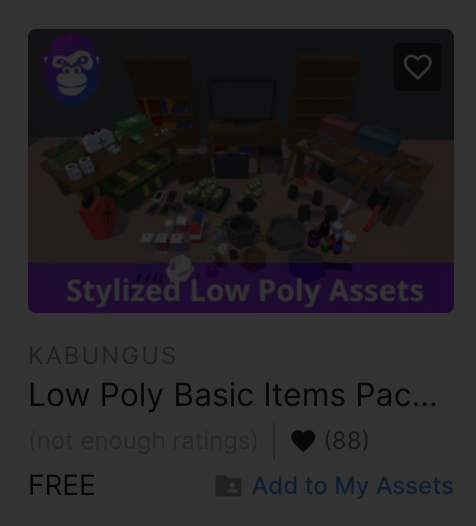 Stylized Low Poly Assets
KABUNGUS
Low Poly Basic Items Pac...
(not enough ratings) (88)
FREE Add to My Assets